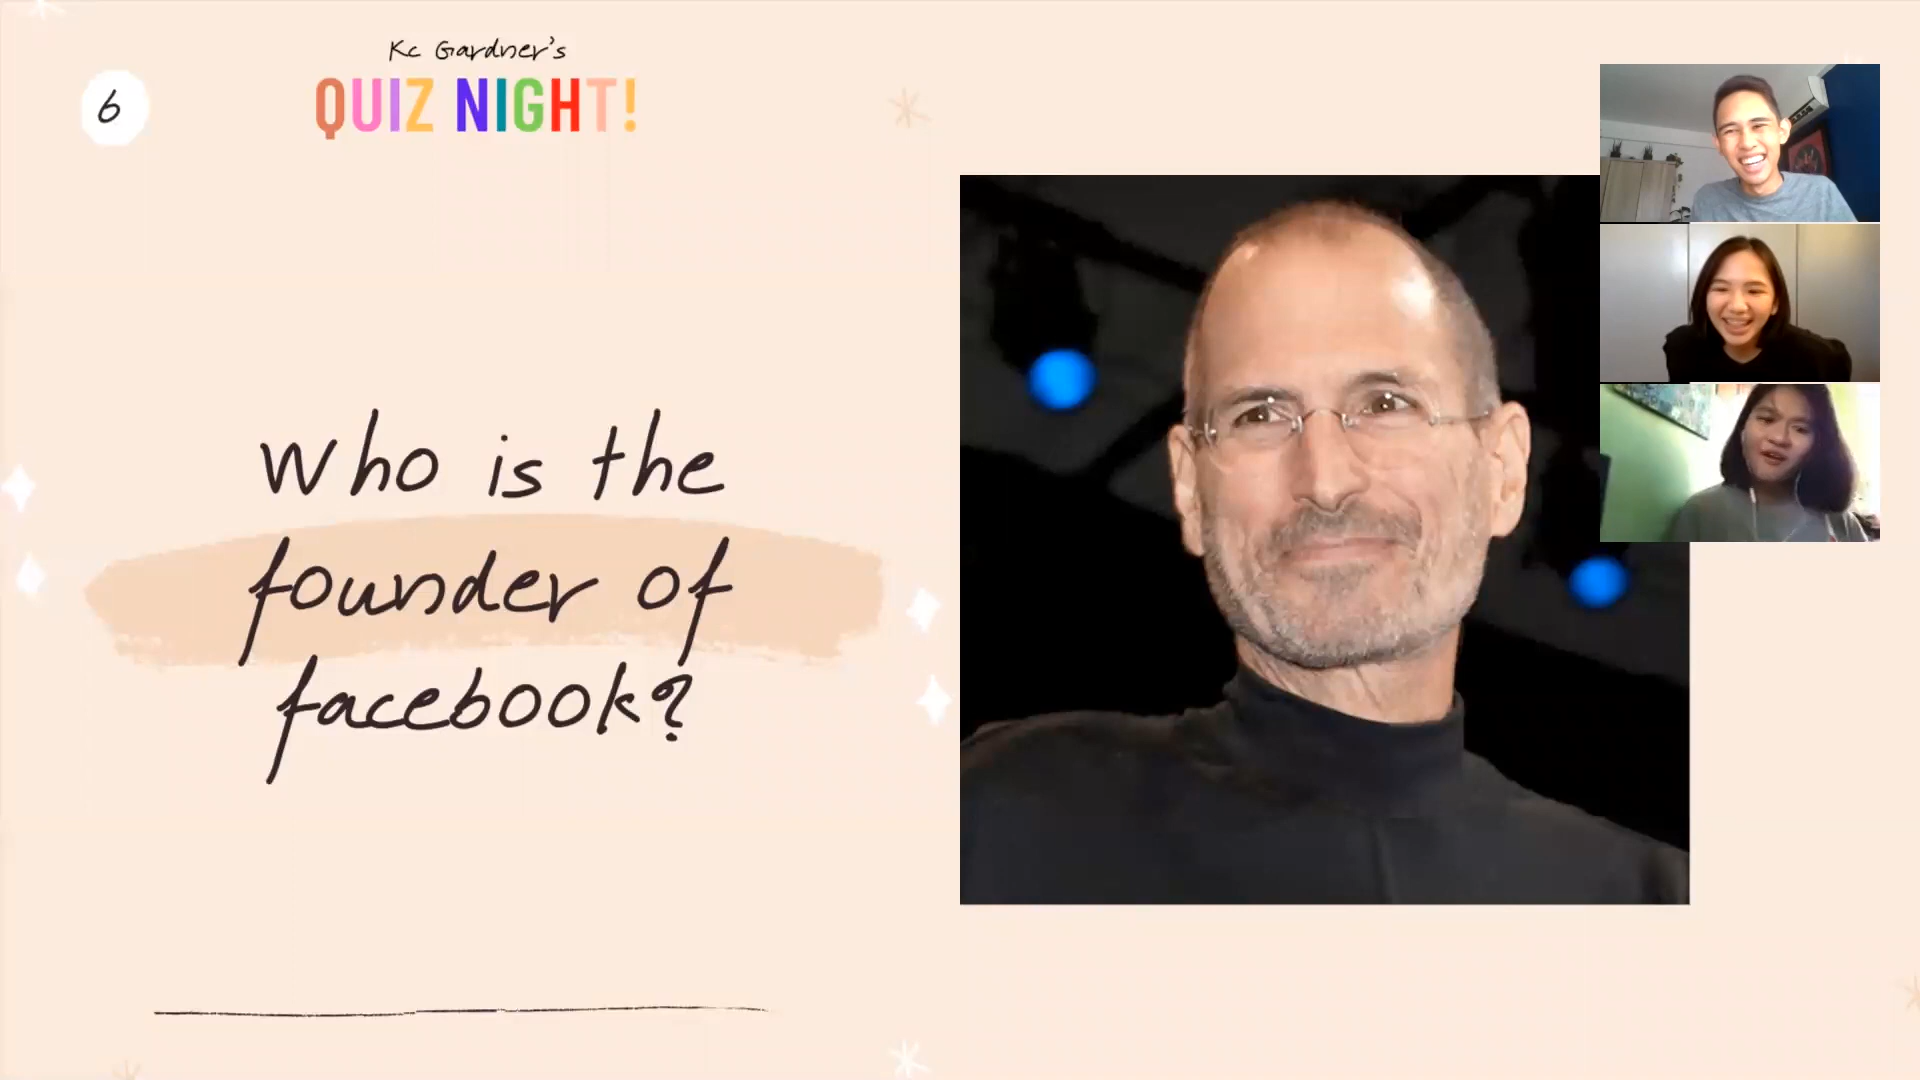 6
Kc Gardner's
QUIZ NIGHT!
Who is the
founder of
facebook?